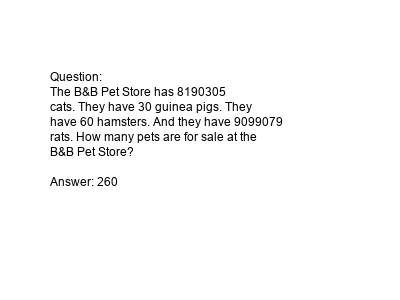 Question:
The B&B Pet Store has 8190305
cats. They have 30 guinea pigs. They
have 60 hamsters. And they have 9099079
rats. How many pets are for sale at the
B&B Pet Store?
Answer: 260